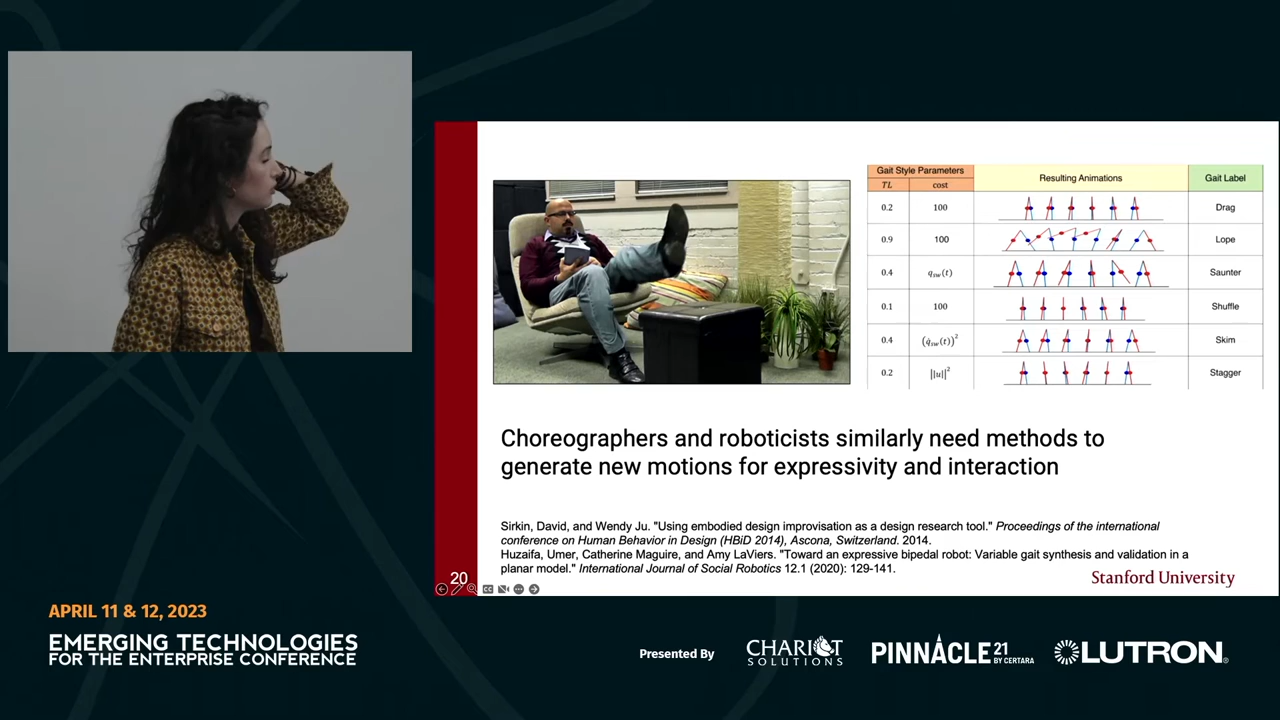 Gait Style Parameters
Resulting Animations
Gait Label
TL
cost
0.2
100
Drag
0.9
100
Lope
0.4
q_sw(t)
Saunter
0.1
100
Shuffle
0.4
(q̇_sw(t))²
Skim
0.2
||u||²
Stagger
Choreographers and roboticists similarly need methods to
generate new motions for expressivity and interaction
Sirkin, David, and Wendy Ju. "Using embodied design improvisation as a design research tool." Proceedings of the international
conference on Human Behavior in Design (HBiD 2014), Ascona, Switzerland. 2014.
Huzaifa, Umer, Catherine Maguire, and Amy LaViers. "Toward an expressive bipedal robot: Variable gait synthesis and validation in a
planar model." International Journal of Social Robotics 12.1 (2020): 129-141.
20
CC
Stanford University
APRIL 11 & 12, 2023
EMERGING TECHNOLOGIES
FOR THE ENTERPRISE CONFERENCE
Presented By
CHARIOT
SOLUTIONS
PINNACLE 21
BY CERTARA
LUTRON®